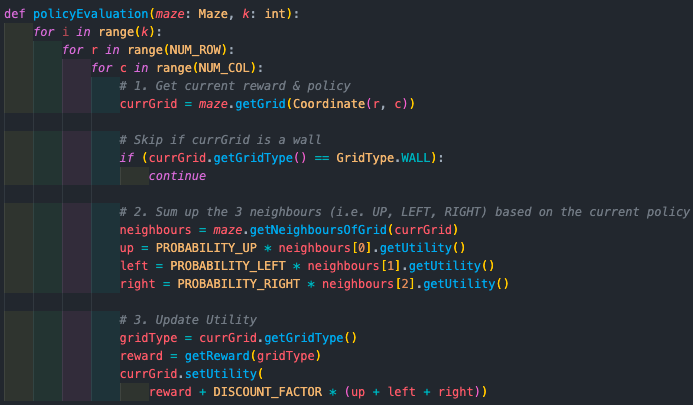 def policyEvaluation(maze: Maze, k: int):
    for i in range(k):
        for r in range(NUM_ROW):
            for c in range(NUM_COL):
                # 1. Get current reward & policy
                currGrid = maze.getGrid(Coordinate(r, c))

                # Skip if currGrid is a wall
                if (currGrid.getGridType() == GridType.WALL):
                    continue

                # 2. Sum up the 3 neighbours (i.e. UP, LEFT, RIGHT) based on the current policy
                neighbours = maze.getNeighboursOfGrid(currGrid)
                up = PROBABILITY_UP * neighbours[0].getUtility()
                left = PROBABILITY_LEFT * neighbours[1].getUtility()
                right = PROBABILITY_RIGHT * neighbours[2].getUtility()

                # 3. Update Utility
                gridType = currGrid.getGridType()
                reward = getReward(gridType)
                currGrid.setUtility(
                    reward + DISCOUNT_FACTOR * (up + left + right))